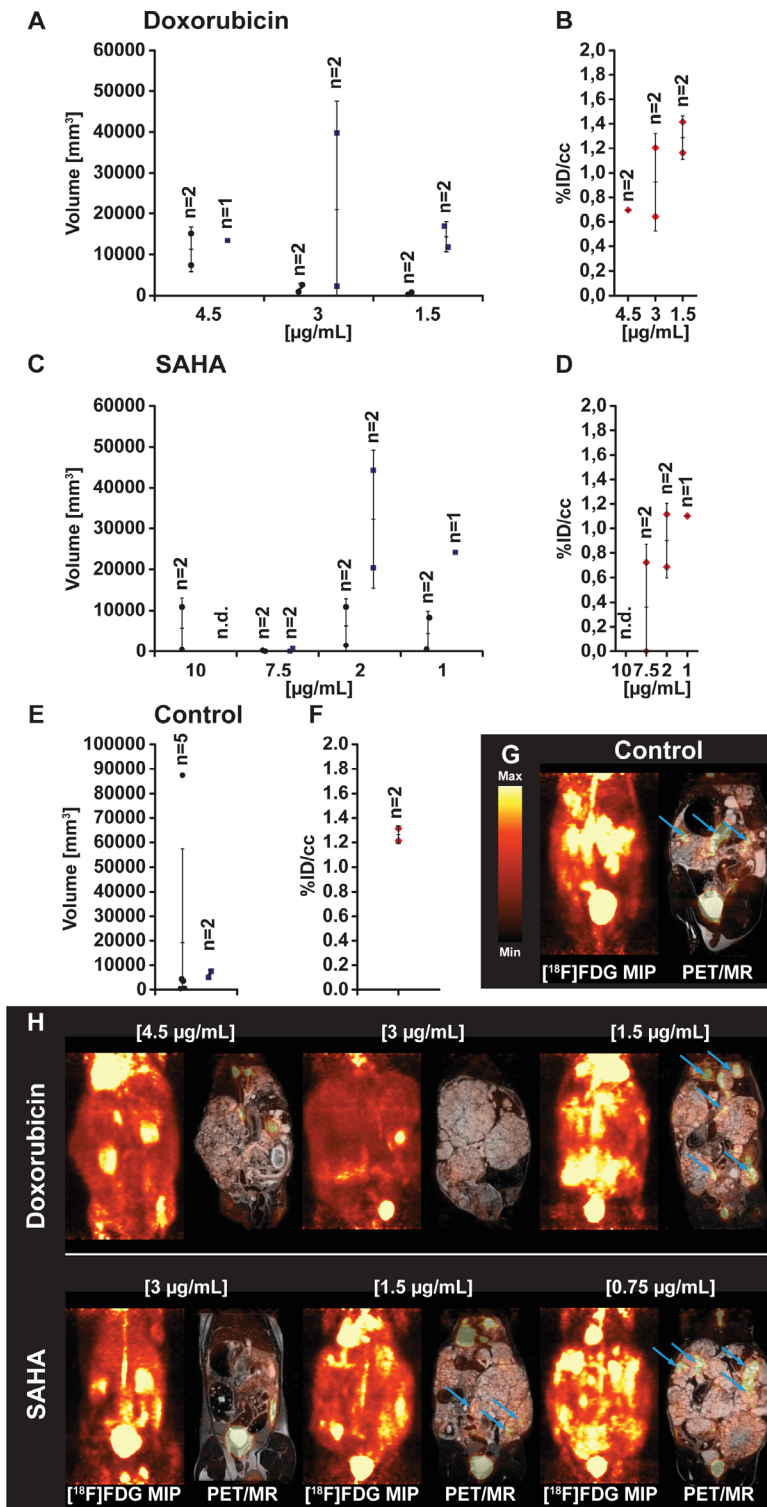 A Doxorubicin
60000
50000
40000
30000
20000
10000
0
Volume [mm³]
n=2
n=1
n=2
n=2
n=2
n=2
4.5 3 1.5
[µg/mL]
B
2,0
1,8
1,6
1,4
1,2
1,0
0,8
0,6
0,4
0,2
0,0
%ID/cc
n=2
n=2
n=2
4.5 3 1.5
[µg/mL]
C SAHA
60000
50000
40000
30000
20000
10000
0
Volume [mm³]
n=2
n.d.
n=2
n=2
n=2
n=2
n=2
n=1
10 7.5 2 1
[µg/mL]
D
2,0
1,8
1,6
1,4
1,2
1,0
0,8
0,6
0,4
0,2
0,0
%ID/cc
n.d.
n=2
n=2
n=1
107.5 2 1
[µg/mL]
E Control
100000
90000
80000
70000
60000
50000
40000
30000
20000
10000
0
Volume [mm³]
n=5
n=2
F
2.0
1.8
1.6
1.4
1.2
1.0
0.8
0.6
0.4
0.2
0.0
%ID/cc
n=2
G Control
Max
Min
[¹⁸F]FDG MIP PET/MR
H
[4.5 µg/mL] [3 µg/mL] [1.5 µg/mL]
Doxorubicin
[3 µg/mL] [1.5 µg/mL] [0.75 µg/mL]
SAHA
[¹⁸F]FDG MIP PET/MR [¹⁸F]FDG MIP PET/MR [¹⁸F]FDG MIP PET/MR